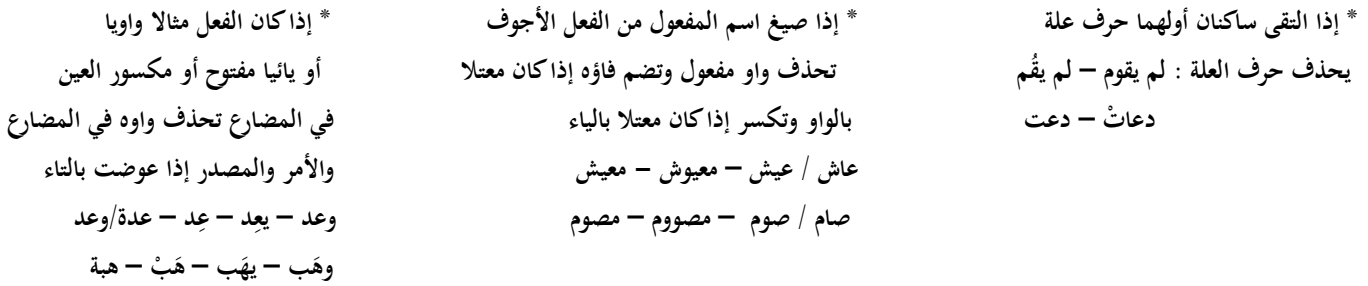 * إذا التقى ساكنان أولهما حرف علة
يحذف حرف العلة : لم يقوم – لم يقُم
دعاتْ – دعت
* إذا صيغ اسم المفعول من الفعل الأجوف
تحذف واو مفعول وتضم فاؤه إذا كان معتلا
بالواو وتكسر إذا كان معتلا بالياء
عاش / عيش – معيوش – معيش
صام / صوم – مصووم – مصوم
* إذا كان الفعل مثالا واويا
أو يائيا مفتوح أو مكسور العين
في المضارع تحذف واوه في المضارع
والأمر والمصدر إذا عوضت بالتاء
وعد – يعِد – عِد – عدة/وعد
وهَب – يهَب – هَبْ – هبة